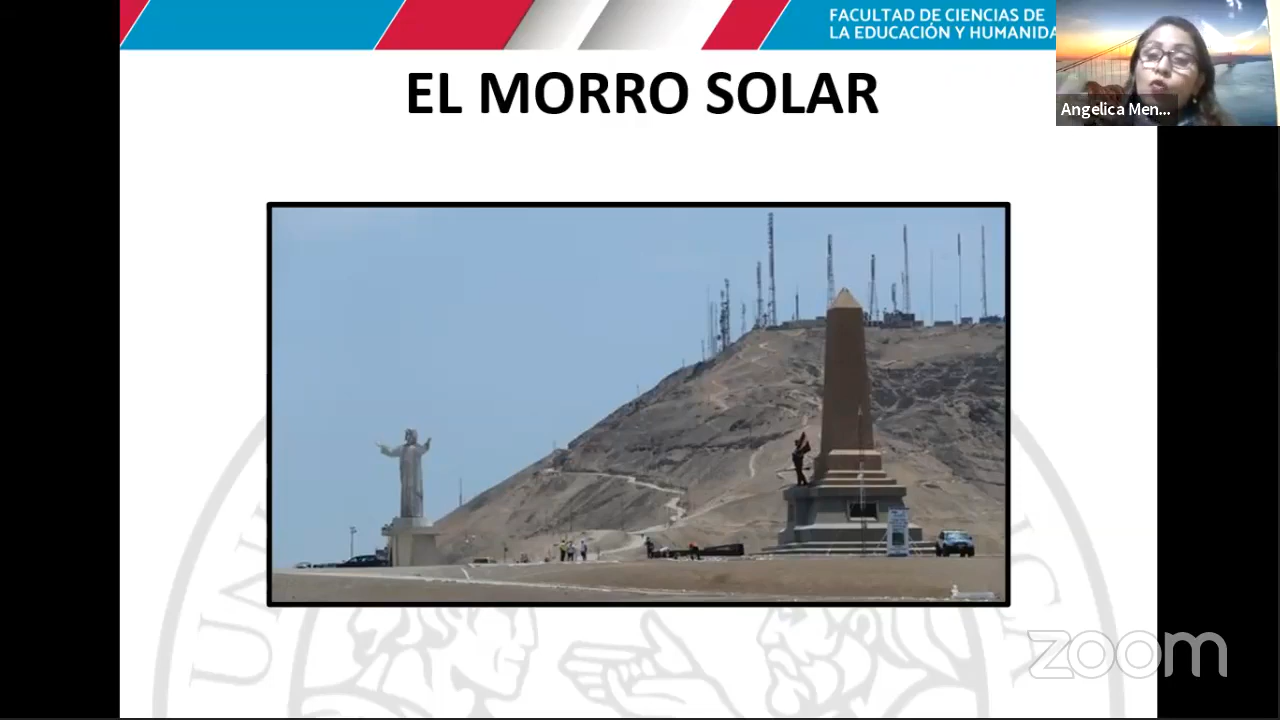 FACULTAD DE CIENCIAS DE
LA EDUCACIÓN Y HUMANIDA
Angelica Men...
EL MORRO SOLAR
zoom